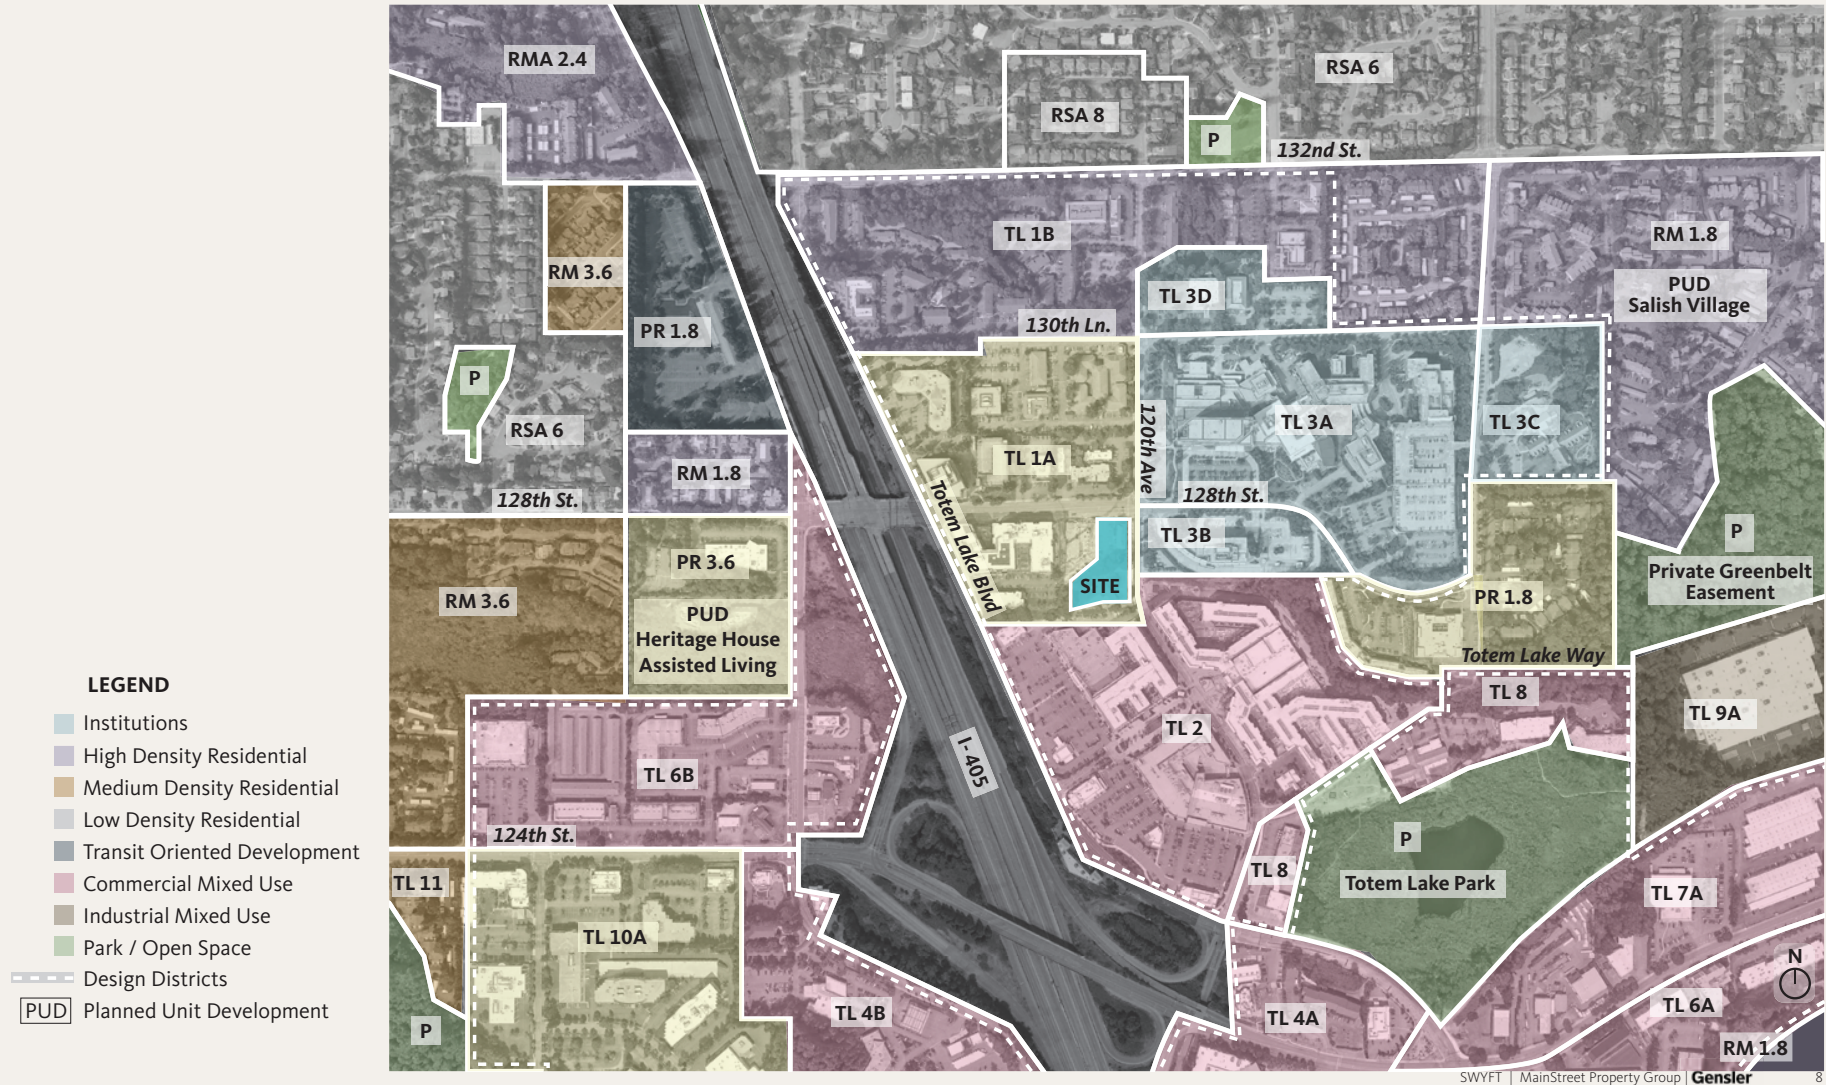 RMA 2.4
RSA 6
RSA 8
P
132nd St.
TL 1B
RM 1.8
RM 3.6
PUD
Salish Village
TL 3D
130th Ln.
PR 1.8
P
RSA 6
TL 3A
TL 3C
120th Ave
TL 1A
RM 1.8
128th St.
128th St.
Totem Lake Blvd
TL 3B
P
PR 3.6
Private Greenbelt
Easement
SITE
RM 3.6
PR 1.8
PUD
Heritage House
Assisted Living
Totem Lake Way
TL 8
TL 9A
TL 2
I-405
TL 6B
124th St.
P
TL 8
Totem Lake Park
TL 11
TL 7A
TL 10A
N
TL 6A
TL 4B
TL 4A
P
RM 1.8
LEGEND
Institutions
High Density Residential
Medium Density Residential
Low Density Residential
Transit Oriented Development
Commercial Mixed Use
Industrial Mixed Use
Park / Open Space
Design Districts
PUD Planned Unit Development
SWYFT | MainStreet Property Group | Gensler 8